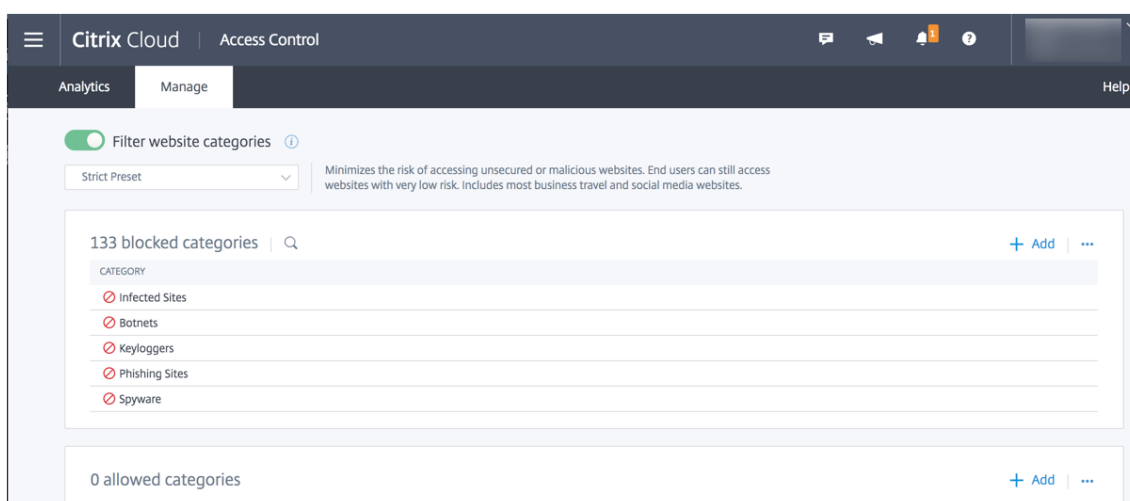 Citrix Cloud | Access Control
1
?
Analytics
Manage
Help
Filter website categories i
Strict Preset
Minimizes the risk of accessing unsecured or malicious websites. End users can still access
websites with very low risk. Includes most business travel and social media websites.
133 blocked categories
+ Add
CATEGORY
Infected Sites
Botnets
Keyloggers
Phishing Sites
Spyware
0 allowed categories
+ Add